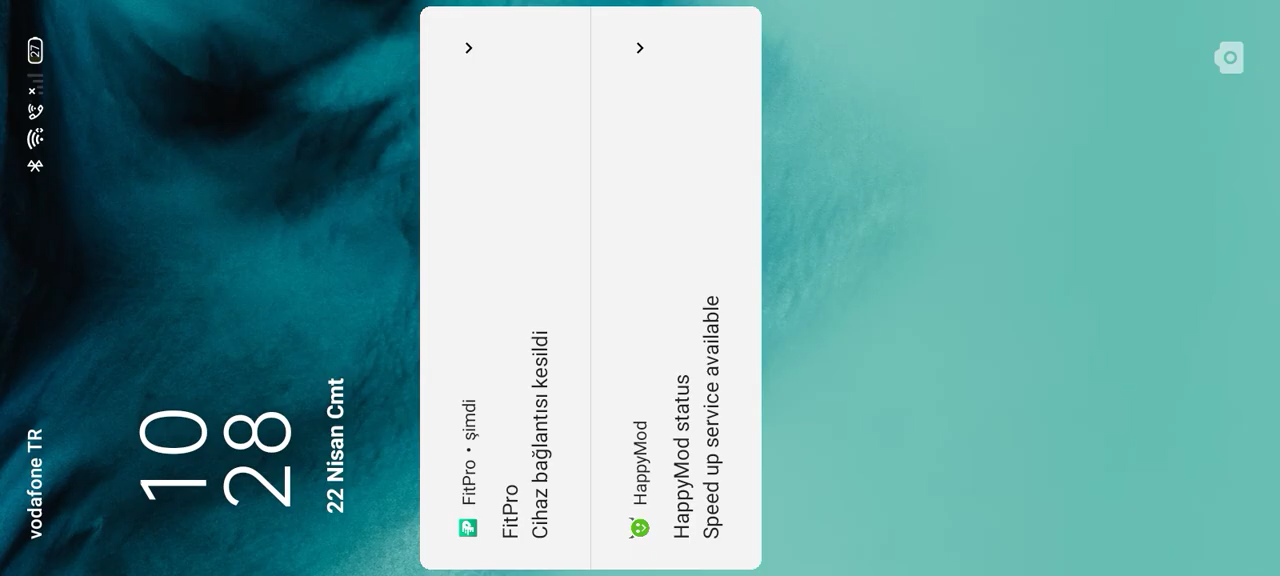 vodafone TR
27
10
28
22 Nisan Cmt
FitPro • şimdi
FitPro
Cihaz bağlantısı kesildi
HappyMod
HappyMod status
Speed up service available